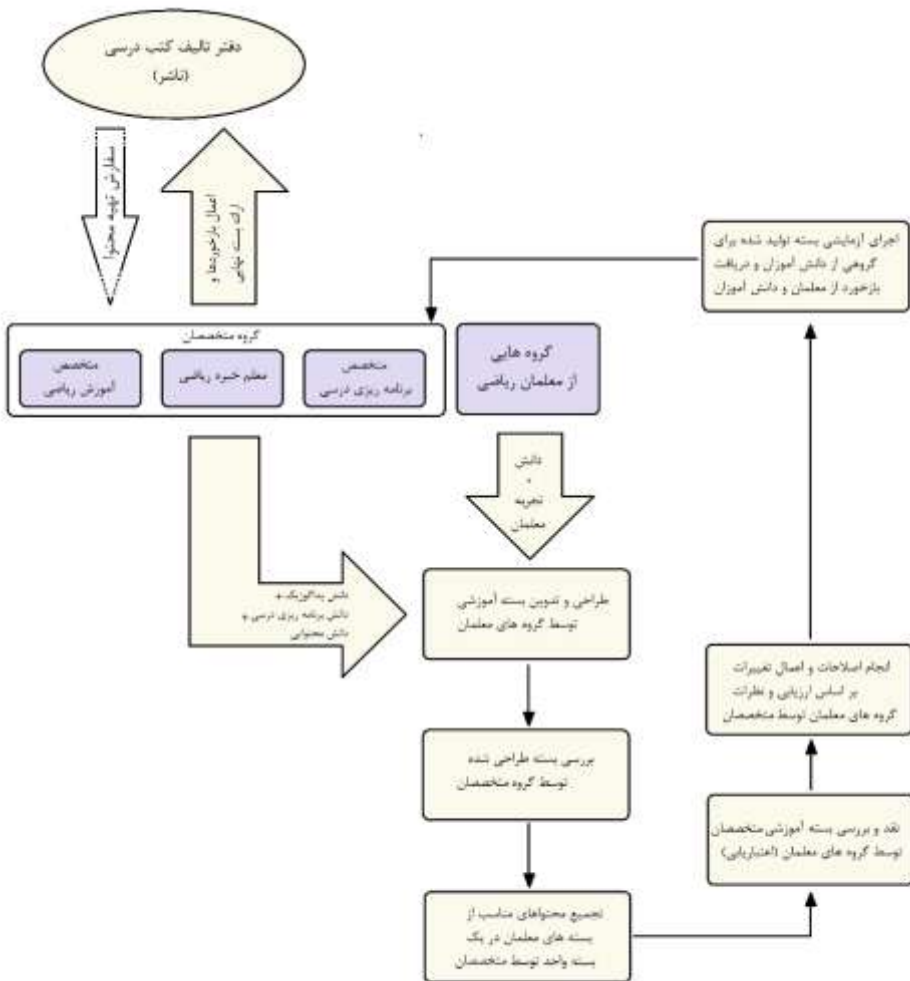 دفتر تالیف کتب درسی
(ناشر)
سفارش تهیه محتوا
اعمال بازخوردها و
ارائه بسته نهایی
اجرای آزمایشی بسته تولید شده برای
گروهی از دانش آموزان و دریافت
بازخورد از معلمان و دانش آموزان
گروه متخصصان
متخصص
برنامه ریزی درسی
معلم خبره ریاضی
متخصص
آموزش ریاضی
گروه هایی
از معلمان ریاضی
دانش
+
تجربه
معلمان
دانش پداگوژیک +
دانش برنامه ریزی درسی +
دانش محتوایی
طراحی و تدوین بسته آموزشی
توسط گروه های معلمان
بررسی بسته طراحی شده
توسط گروه متخصصان
تجمیع محتواهای مناسب از
بسته های معلمان در یک
بسته واحد توسط متخصصان
نقد و بررسی بسته آموزشی متخصصان
توسط گروه های معلمان (اعتباریابی)
انجام اصلاحات و اعمال تغییرات
بر اساس ارزیابی و نظرات
گروه های معلمان توسط متخصصان